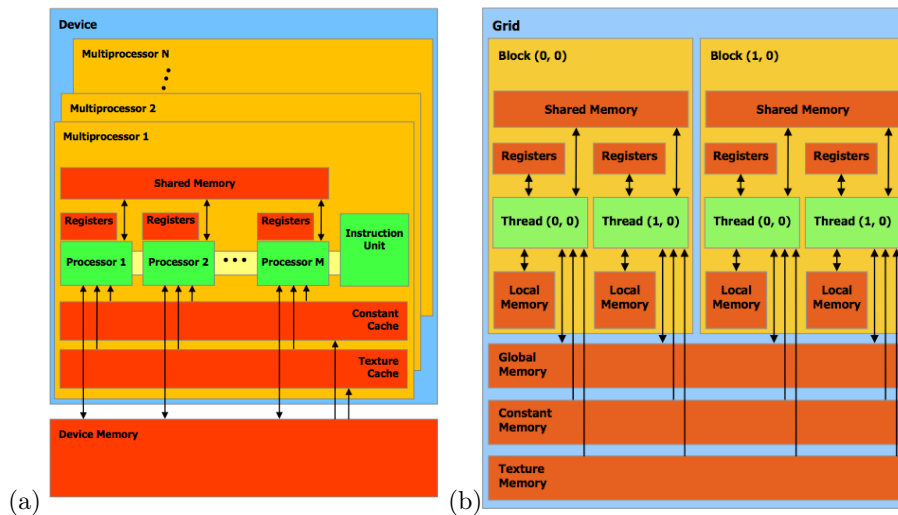 Device
Multiprocessor N
Multiprocessor 2
Multiprocessor 1
Shared Memory
Registers
Registers
Registers
Instruction
Unit
Processor 1
Processor 2
Processor M
Constant
Cache
Texture
Cache
Device Memory
(a)
Grid
Block (0, 0)
Block (1, 0)
Shared Memory
Shared Memory
Registers
Registers
Registers
Registers
Thread (0, 0)
Thread (1, 0)
Thread (0, 0)
Thread (1, 0)
Local
Memory
Local
Memory
Local
Memory
Local
Memory
Global
Memory
Constant
Memory
Texture
Memory
(b)